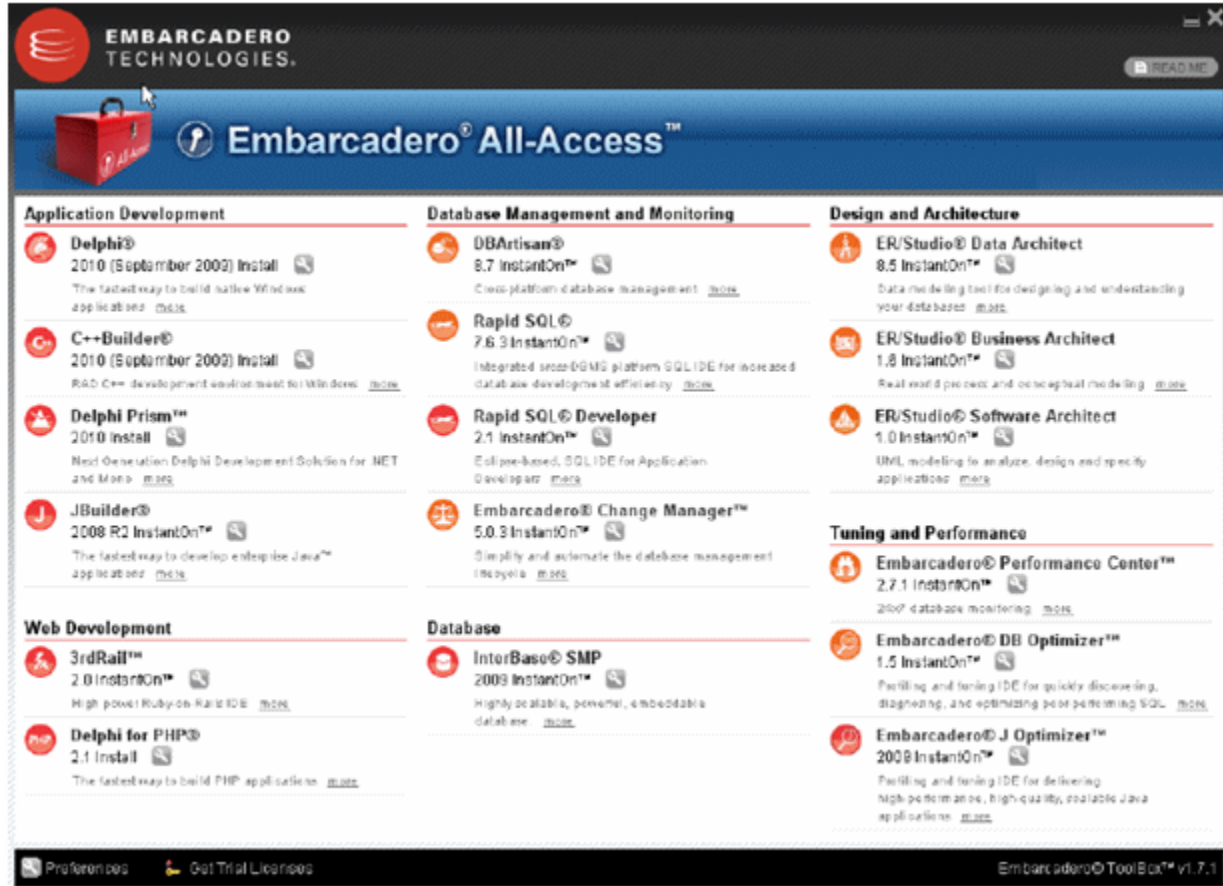 EMBARCADERO
TECHNOLOGIES.
READ ME
All-Access
Embarcadero® All-Access™
Application Development
Delphi®
2010 (September 2009) Install
The fastest way to build native Windows
applications more
C++Builder®
2010 (September 2009) Install
RAD C++ development environment for Windows more
Delphi Prism™
2010 Install
Next Generation Delphi Development Solution for .NET
and Mono more
JBuilder®
2008 R2 InstantOn™
The fastest way to develop enterprise Java™
applications more
Web Development
3rdRail™
2.0 InstantOn™
High power Ruby-on-Rails IDE more
Delphi for PHP®
2.1 Install
The fastest way to build PHP applications more
Database Management and Monitoring
DBArtisan®
8.7 InstantOn™
Cross-platform database management more
Rapid SQL®
7.6.3 InstantOn™
Integrated cross-DBMS platform SQL IDE for increased
database development efficiency more
Rapid SQL® Developer
2.1 InstantOn™
Eclipse-based, SQL IDE for Application
Developers more
Embarcadero® Change Manager™
5.0.3 InstantOn™
Simplify and automate the database management
lifecycle more
Database
InterBase® SMP
2009 InstantOn™
Highly scalable, powerful, embeddable
database. more
Design and Architecture
ER/Studio® Data Architect
8.5 InstantOn™
Data modeling tool for designing and understanding
your databases more
ER/Studio® Business Architect
1.6 InstantOn™
Real world process and conceptual modeling more
ER/Studio® Software Architect
1.0 InstantOn™
UML modeling to analyze, design and specify
applications more
Tuning and Performance
Embarcadero® Performance Center™
2.7.1 InstantOn™
24x7 database monitoring more
Embarcadero® DB Optimizer™
1.5 InstantOn™
Profiling and tuning IDE for quickly discovering,
diagnosing, and optimizing poor performing SQL more
Embarcadero® J Optimizer™
2009 InstantOn™
Profiling and tuning IDE for delivering
high-performance, high-quality, scalable Java
applications more
Preferences
Get Trial Licenses
Embarcadero® ToolBox™ v1.7.1